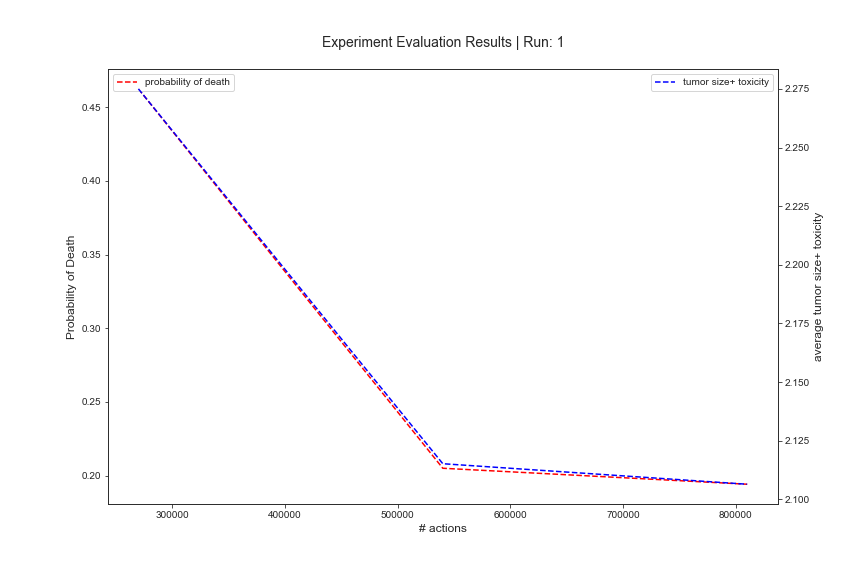 Experiment Evaluation Results | Run: 1
probability of death
tumor size+ toxicity
0.45
0.40
0.35
0.30
0.25
0.20
Probability of Death
2.275
2.250
2.225
2.200
2.175
2.150
2.125
2.100
average tumor size+ toxicity
300000 400000 500000 600000 700000 800000
# actions